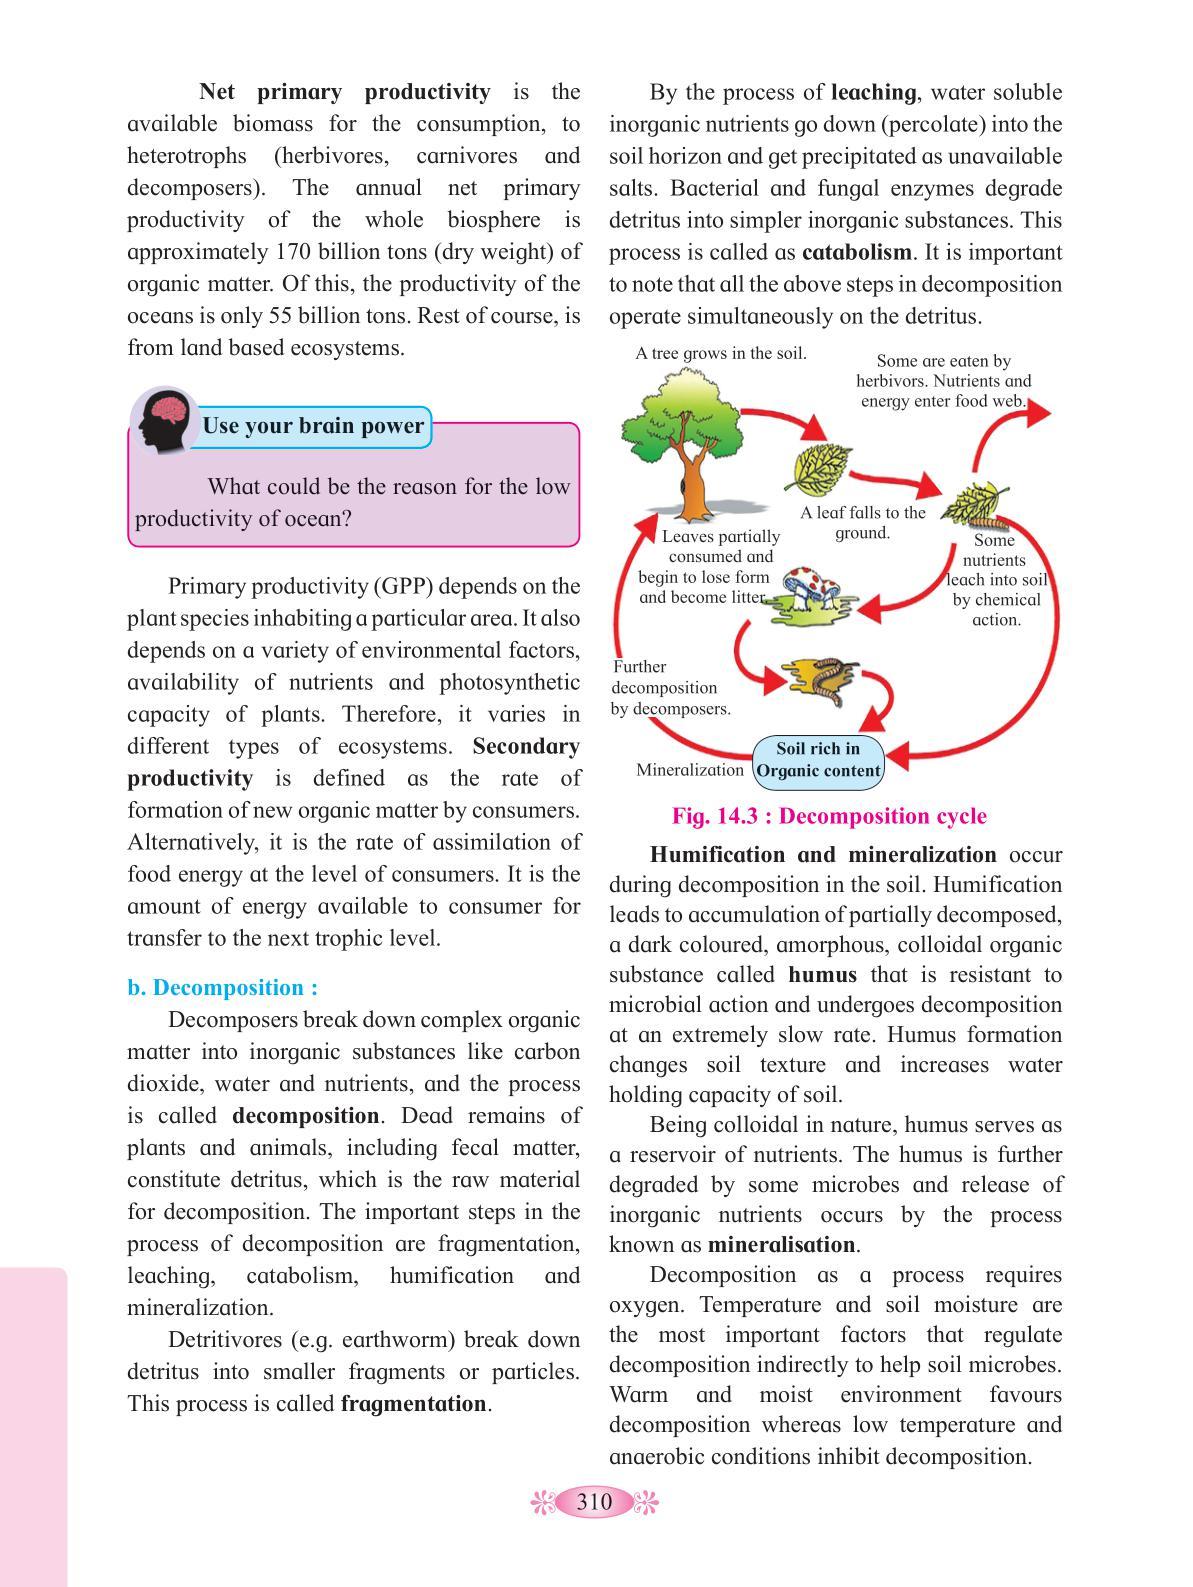 Net primary productivity is the
available biomass for the consumption, to
heterotrophs (herbivores, carnivores and
decomposers). The annual net primary
productivity of the whole biosphere is
approximately 170 billion tons (dry weight) of
organic matter. Of this, the productivity of the
oceans is only 55 billion tons. Rest of course, is
from land based ecosystems.
Use your brain power
What could be the reason for the low
productivity of ocean?
Primary productivity (GPP) depends on the
plant species inhabiting a particular area. It also
depends on a variety of environmental factors,
availability of nutrients and photosynthetic
capacity of plants. Therefore, it varies in
different types of ecosystems. Secondary
productivity is defined as the rate of
formation of new organic matter by consumers.
Alternatively, it is the rate of assimilation of
food energy at the level of consumers. It is the
amount of energy available to consumer for
transfer to the next trophic level.
b. Decomposition :
Decomposers break down complex organic
matter into inorganic substances like carbon
dioxide, water and nutrients, and the process
is called decomposition. Dead remains of
plants and animals, including fecal matter,
constitute detritus, which is the raw material
for decomposition. The important steps in the
process of decomposition are fragmentation,
leaching, catabolism, humification and
mineralization.
Detritivores (e.g. earthworm) break down
detritus into smaller fragments or particles.
This process is called fragmentation.
By the process of leaching, water soluble
inorganic nutrients go down (percolate) into the
soil horizon and get precipitated as unavailable
salts. Bacterial and fungal enzymes degrade
detritus into simpler inorganic substances. This
process is called as catabolism. It is important
to note that all the above steps in decomposition
operate simultaneously on the detritus.
A tree grows in the soil.
Some are eaten by
herbivors. Nutrients and
energy enter food web.
A leaf falls to the
ground.
Leaves partially
consumed and
begin to lose form
and become litter.
Some
nutrients
leach into soil
by chemical
action.
Further
decomposition
by decomposers.
Soil rich in
Organic content
Mineralization
Fig. 14.3 : Decomposition cycle
Humification and mineralization occur
during decomposition in the soil. Humification
leads to accumulation of partially decomposed,
a dark coloured, amorphous, colloidal organic
substance called humus that is resistant to
microbial action and undergoes decomposition
at an extremely slow rate. Humus formation
changes soil texture and increases water
holding capacity of soil.
Being colloidal in nature, humus serves as
a reservoir of nutrients. The humus is further
degraded by some microbes and release of
inorganic nutrients occurs by the process
known as mineralisation.
Decomposition as a process requires
oxygen. Temperature and soil moisture are
the most important factors that regulate
decomposition indirectly to help soil microbes.
Warm and moist environment favours
decomposition whereas low temperature and
anaerobic conditions inhibit decomposition.
310